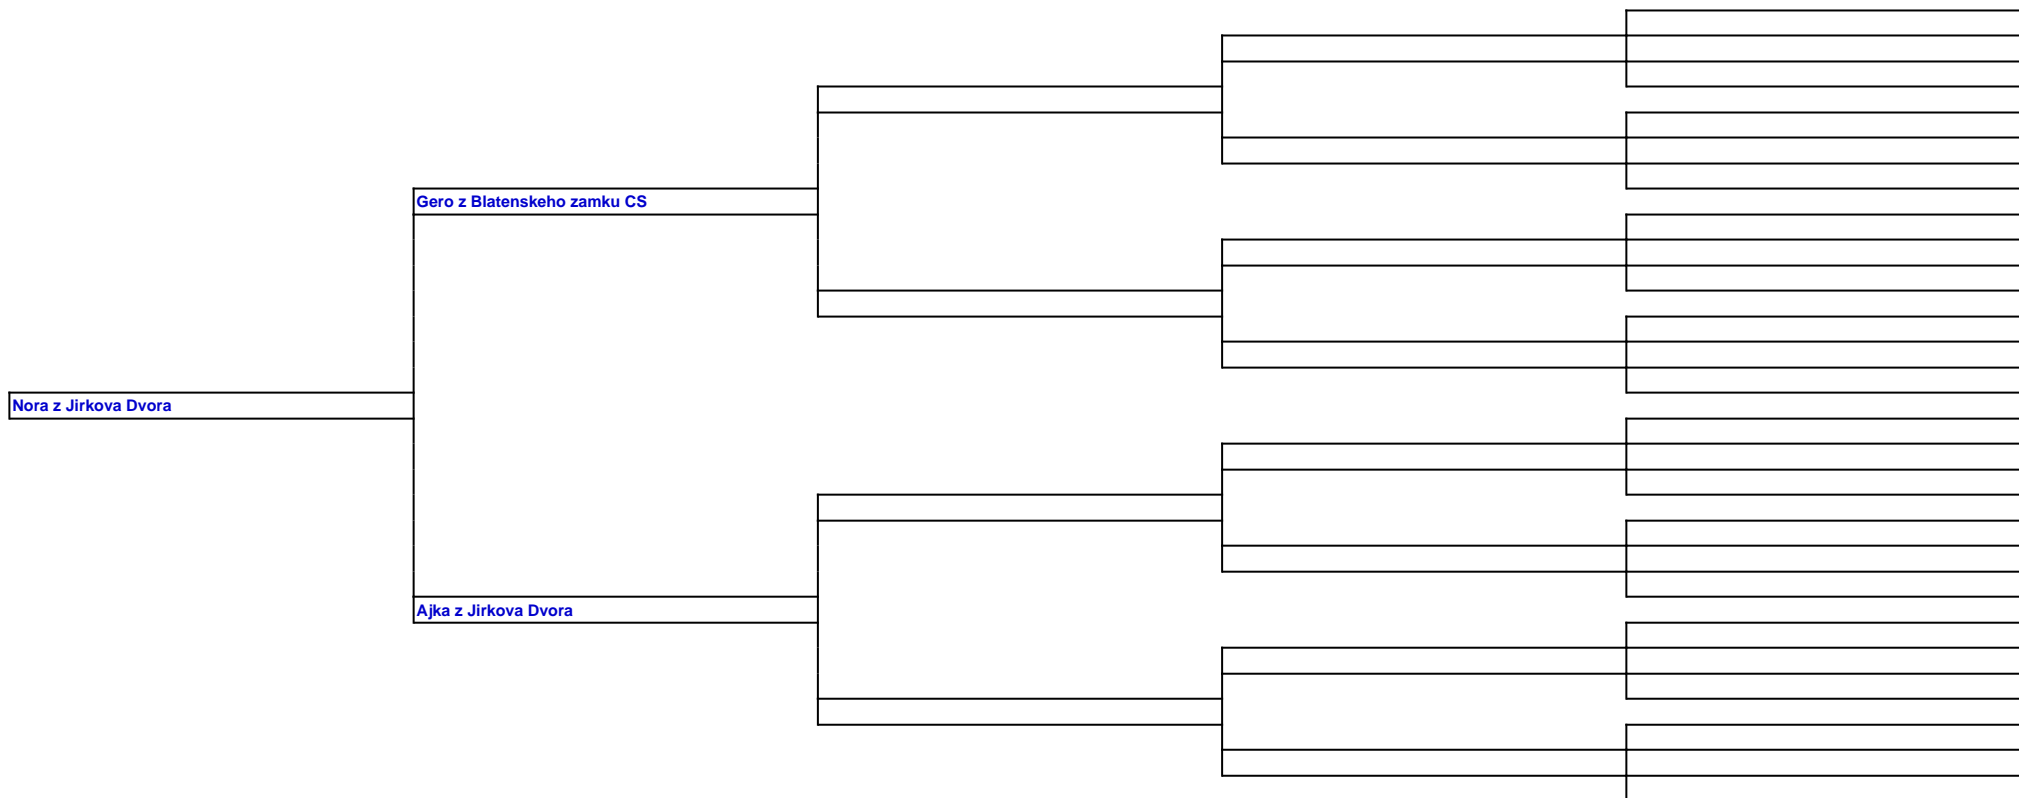 Gero z Blatenskeho zamku CS
Nora z Jirkova Dvora
Ajka z Jirkova Dvora